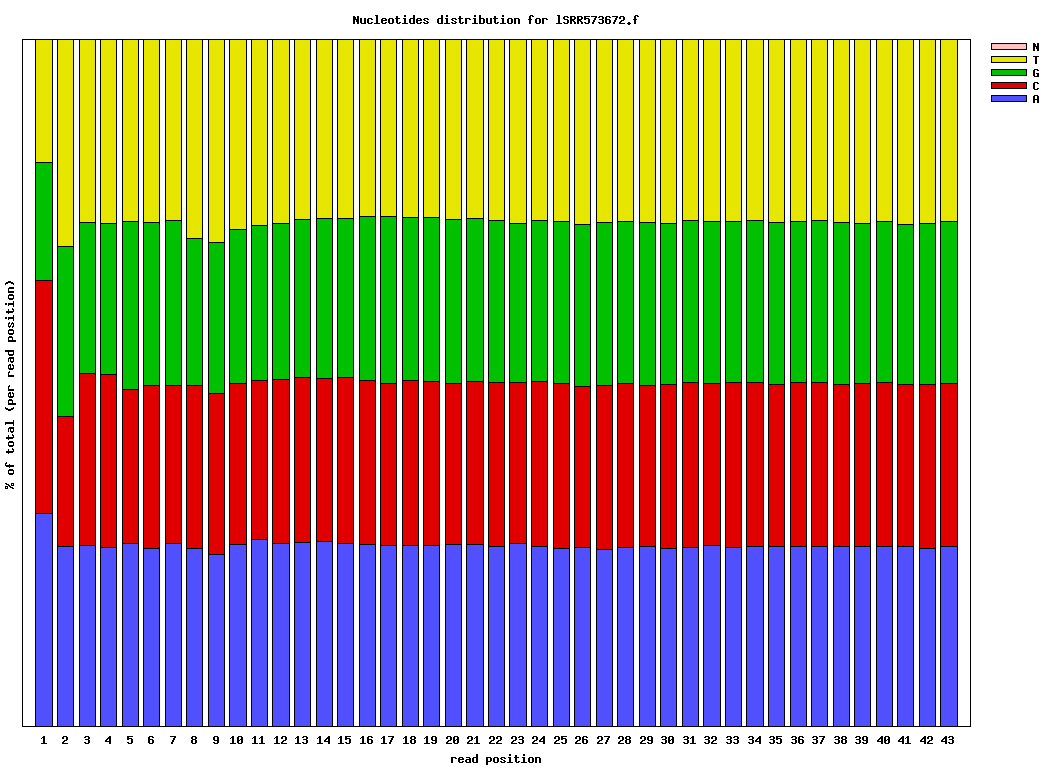 Nucleotides distribution for lSRR573672.f
N
T
G
C
A
% of total (per read position)
1 2 3 4 5 6 7 8 9 10 11 12 13 14 15 16 17 18 19 20 21 22 23 24 25 26 27 28 29 30 31 32 33 34 35 36 37 38 39 40 41 42 43
read position